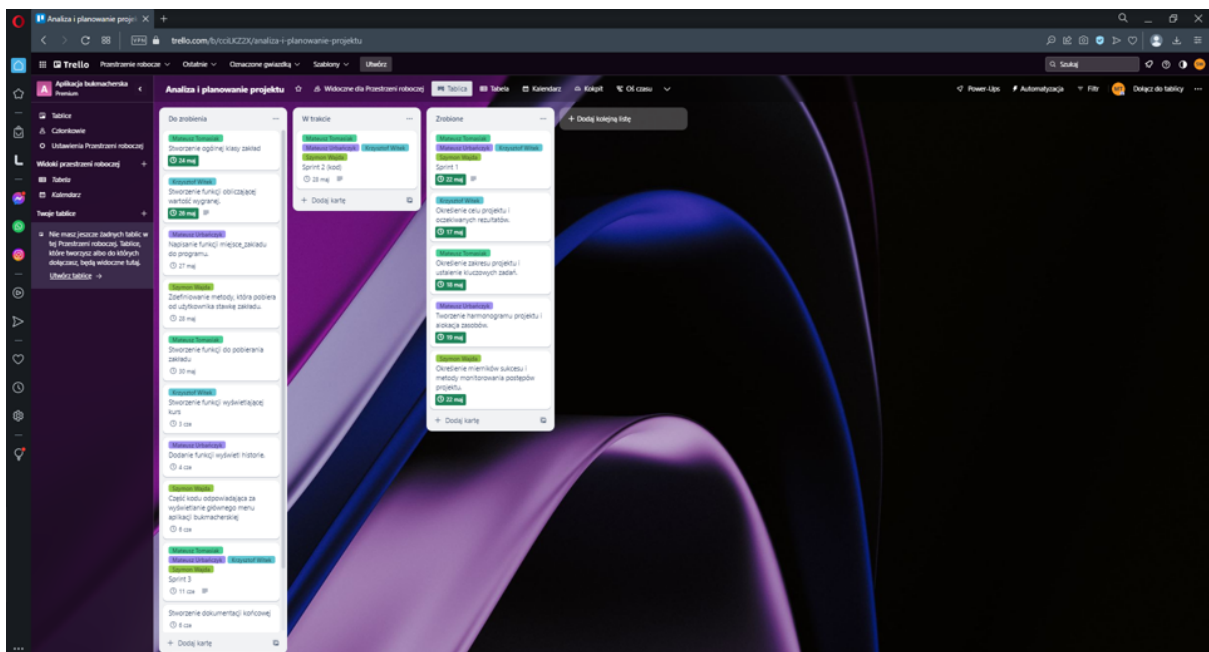 Analiza i planowanie proje
VPN
trello.com/b/cciLKZ2X/analiza-i-planowanie-projektu
Trello Przestrzenie robocze Ostatnie Oznaczone gwiazdką Szablony Utwórz
Szukaj
A Aplikacja bukmacherska
Premium
Analiza i planowanie projektu Widoczne dla Przestrzeni roboczej Tablica Tabela Kalendarz Kokpit Oś czasu
Power-Ups Automatyzacja Filtr MT Dołącz do tablicy
Tablice
Członkowie
Ustawienia Przestrzeni roboczej
Widoki przestrzeni roboczej
Tabela
Kalendarz
Twoje tablice
Nie masz jeszcze żadnych tablic w
tej Przestrzeni roboczej. Tablice,
które tworzysz albo do których
dołączasz, będą widoczne tutaj.
Utwórz tablicę
Do zrobienia
Mateusz Tomasiak
Stworzenie ogólnej klasy zakład
24 maj
Krzysztof Witek
Stworzenie funkcji obliczającej
wartość wygranej.
28 maj
Mateusz Urbańczyk
Napisanie funkcji miejsce_zakladu
do programu.
27 maj
Szymon Wajda
Zdefiniowanie metody, która pobiera
od użytkownika stawkę zakładu.
28 maj
Mateusz Tomasiak
Stworzenie funkcji do pobierania
zakładu
30 maj
Krzysztof Witek
Stworzenie funkcji wyświetlającej
kurs
3 cze
Mateusz Urbańczyk
Dodanie funkcji wyświetl historie.
4 cze
Szymon Wajda
Część kodu odpowiadająca za
wyświetlanie głównego menu
aplikacji bukmacherskiej
6 cze
Mateusz Tomasiak
Mateusz Urbańczyk Krzysztof Witek
Szymon Wajda
Sprint 3
11 cze
Stworzenie dokumentacji końcowej
8 cze
+ Dodaj kartę
W trakcie
Mateusz Tomasiak
Mateusz Urbańczyk Krzysztof Witek
Szymon Wajda
Sprint 2 (kod)
28 maj
+ Dodaj kartę
Zrobione
Mateusz Tomasiak
Mateusz Urbańczyk Krzysztof Witek
Szymon Wajda
Sprint 1
22 maj
Krzysztof Witek
Określenie celu projektu i
oczekiwanych rezultatów.
17 maj
Mateusz Tomasiak
Określenie zakresu projektu i
ustalenie kluczowych zadań.
18 maj
Mateusz Urbańczyk
Tworzenie harmonogramu projektu i
alokacja zasobów.
19 maj
Szymon Wajda
Określenie mierników sukcesu i
metody monitorowania postępów
projektu.
22 maj
+ Dodaj kartę
+ Dodaj kolejną listę